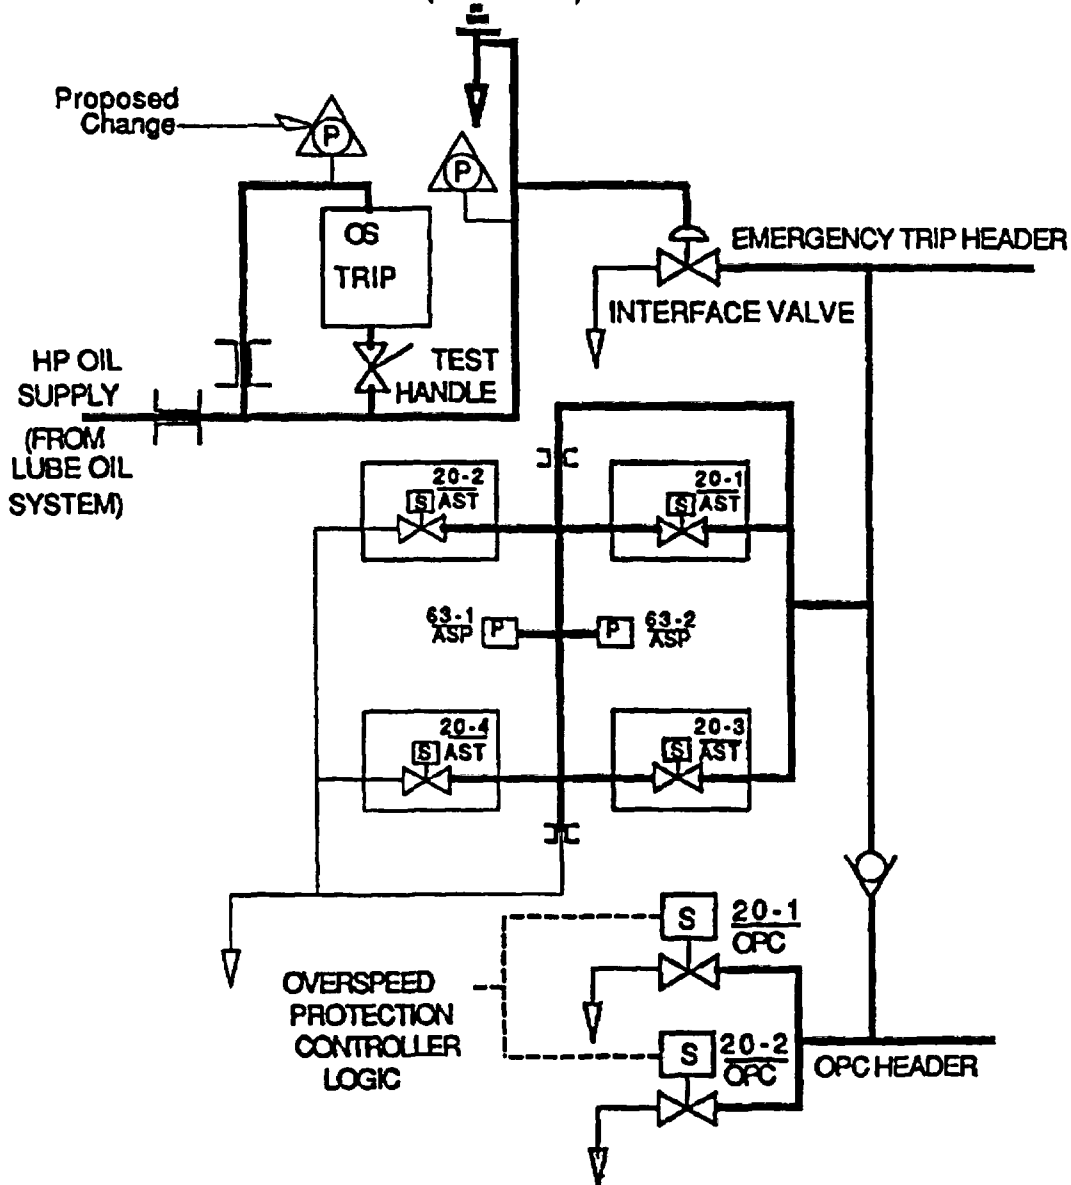 Proposed
Change
P
P
OS
TRIP
EMERGENCY TRIP HEADER
INTERFACE VALVE
HP OIL
SUPPLY
(FROM
LUBE OIL
SYSTEM)
TEST
HANDLE
20-2
S AST
20-1
S AST
63-1
ASP
P
P
63-2
ASP
20-4
S AST
20-3
S AST
S
20-1
OPC
OVERSPEED
PROTECTION
CONTROLLER
LOGIC
S
20-2
OPC
OPC HEADER